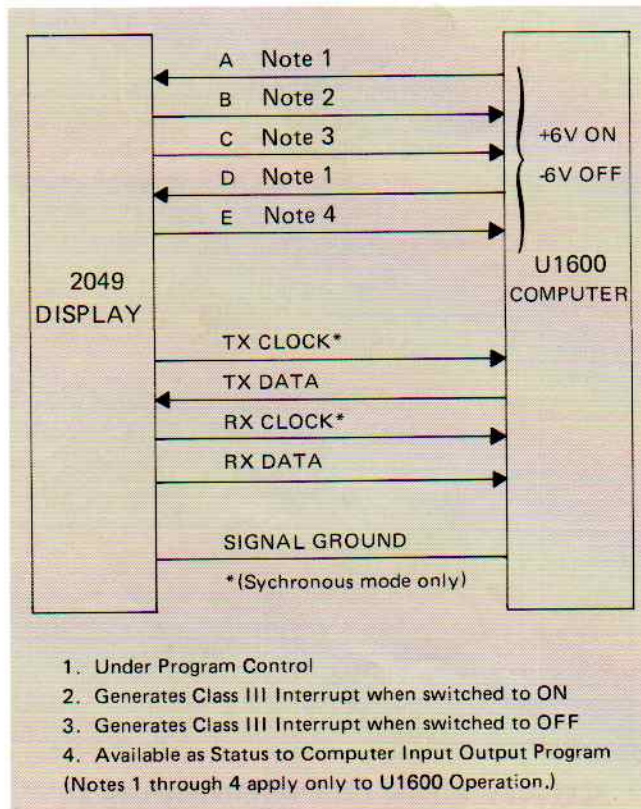 A Note 1
B Note 2
C Note 3
D Note 1
E Note 4
+6V ON
-6V OFF
2049
DISPLAY
U1600
COMPUTER
TX CLOCK*
TX DATA
RX CLOCK*
RX DATA
SIGNAL GROUND
*(Sychronous mode only)
1. Under Program Control
2. Generates Class III Interrupt when switched to ON
3. Generates Class III Interrupt when switched to OFF
4. Available as Status to Computer Input Output Program
(Notes 1 through 4 apply only to U1600 Operation.)